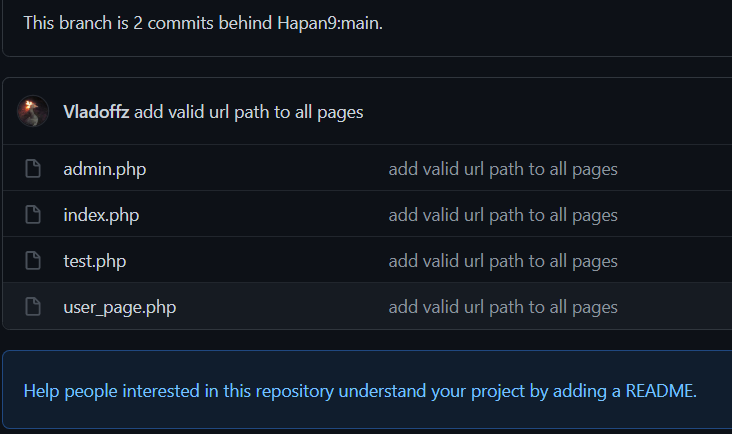 This branch is 2 commits behind Hapan9:main.
Vladoffz add valid url path to all pages
admin.php add valid url path to all pages
index.php add valid url path to all pages
test.php add valid url path to all pages
user_page.php add valid url path to all pages
Help people interested in this repository understand your project by adding a README.